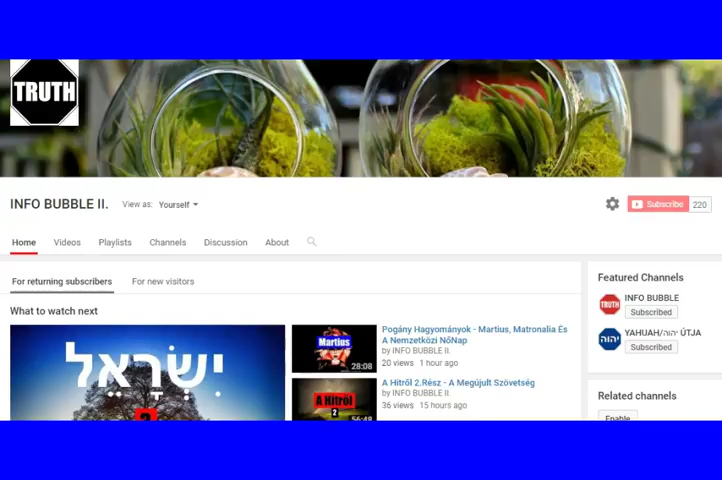 TRUTH
INFO BUBBLE II.
View as: Yourself
Subscribe 220
Home Videos Playlists Channels Discussion About
For returning subscribers For new visitors
What to watch next
יִשְׂרָאֵל
2
Martius
28:08
Pogány Hagyományok - Martius, Matronalia És
A Nemzetközi NőNap
by INFO BUBBLE II.
20 views 1 hour ago
A Hitről
2
56:48
A Hitről 2.Rész - A Megújult Szövetség
by INFO BUBBLE II.
36 views 15 hours ago
Featured Channels
TRUTH
INFO BUBBLE
Subscribed
יהוה
YAHUAH/יהוה ÚTJA
Subscribed
Related channels
Enable